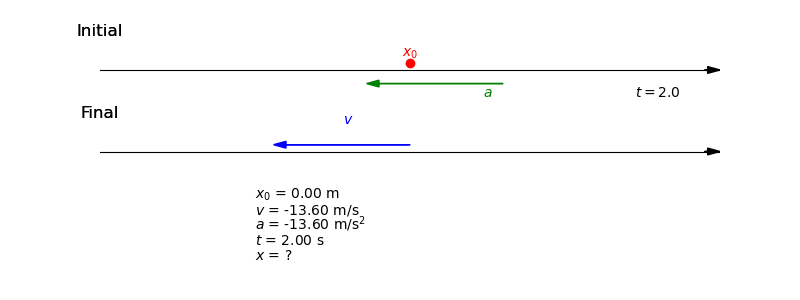 Initial
x₀
a
t = 2.0
Final
v
x₀ = 0.00 m
v = -13.60 m/s
a = -13.60 m/s²
t = 2.00 s
x = ?